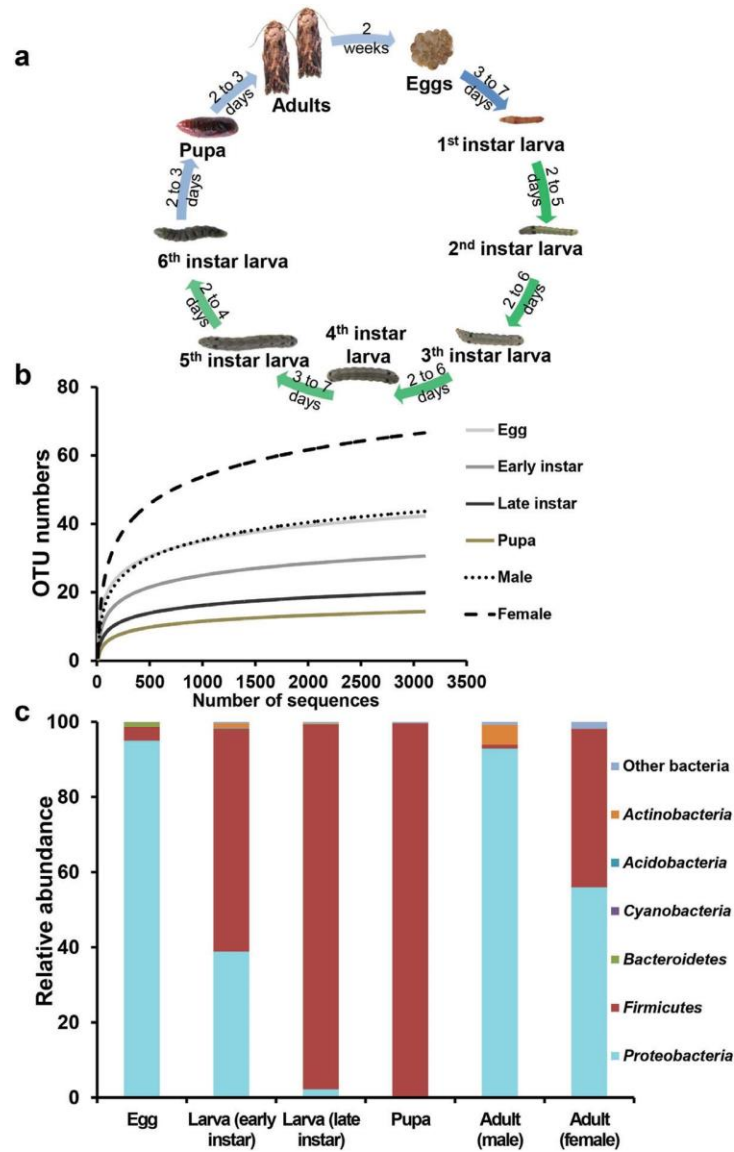 a
2
weeks
Eggs
3 to 7
days
1st instar larva
2 to 5
days
2nd instar larva
2 to 6
days
3th instar larva
2 to 6
days
4th instar
larva
3 to 7
days
5th instar larva
2 to 4
days
6th instar larva
2 to 3
days
Pupa
2 to 3
days
Adults
b
OTU numbers
80
60
40
20
0
0 500 1000 1500 2000 2500 3000 3500
Number of sequences
Egg
Early instar
Late instar
Pupa
Male
Female
c
Relative abundance
100
80
60
40
20
0
Egg
Larva (early
instar)
Larva (late
instar)
Pupa
Adult
(male)
Adult
(female)
Other bacteria
Actinobacteria
Acidobacteria
Cyanobacteria
Bacteroidetes
Firmicutes
Proteobacteria